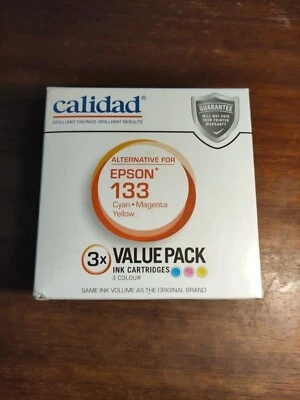 calidad®
BRILLIANT SAVINGS BRILLIANT RESULTS
GUARANTEE
WILL NOT VOID
YOUR PRINTER
WARRANTY
ALTERNATIVE FOR
EPSON*
133
Cyan • Magenta
Yellow
3x
VALUE PACK
INK CARTRIDGES
3 COLOUR
SAME INK VOLUME AS THE ORIGINAL BRAND